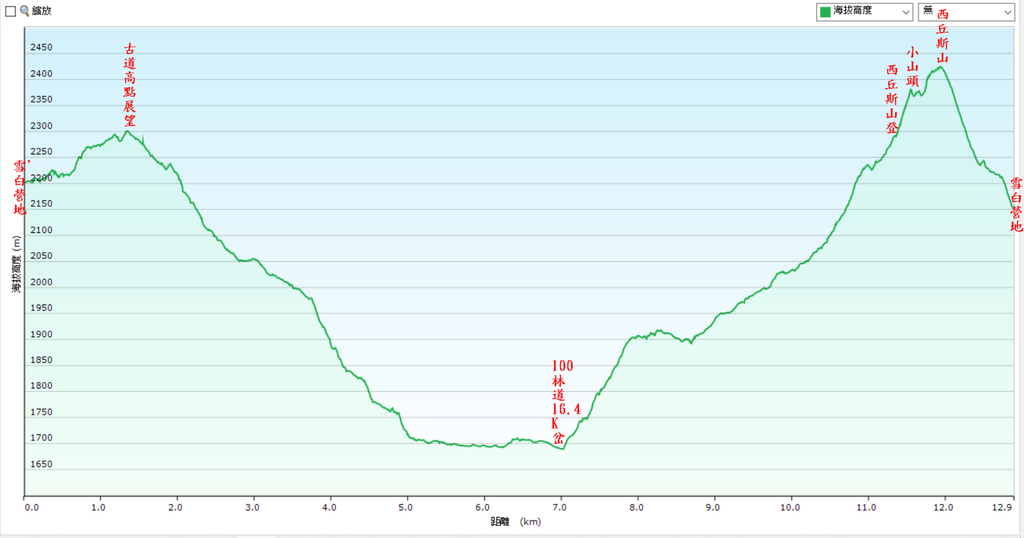 縮放
海拔高度
無
西丘斯山
小山頭
西丘斯山登
古道高點展望
雪白營地
100林道16.4K岔
雪白營地
海拔高度 (m)
2450
2400
2350
2300
2250
2200
2150
2100
2050
2000
1950
1900
1850
1800
1750
1700
1650
0.0 1.0 2.0 3.0 4.0 5.0 6.0 7.0 8.0 9.0 10.0 11.0 12.0 12.9
距離 (km)